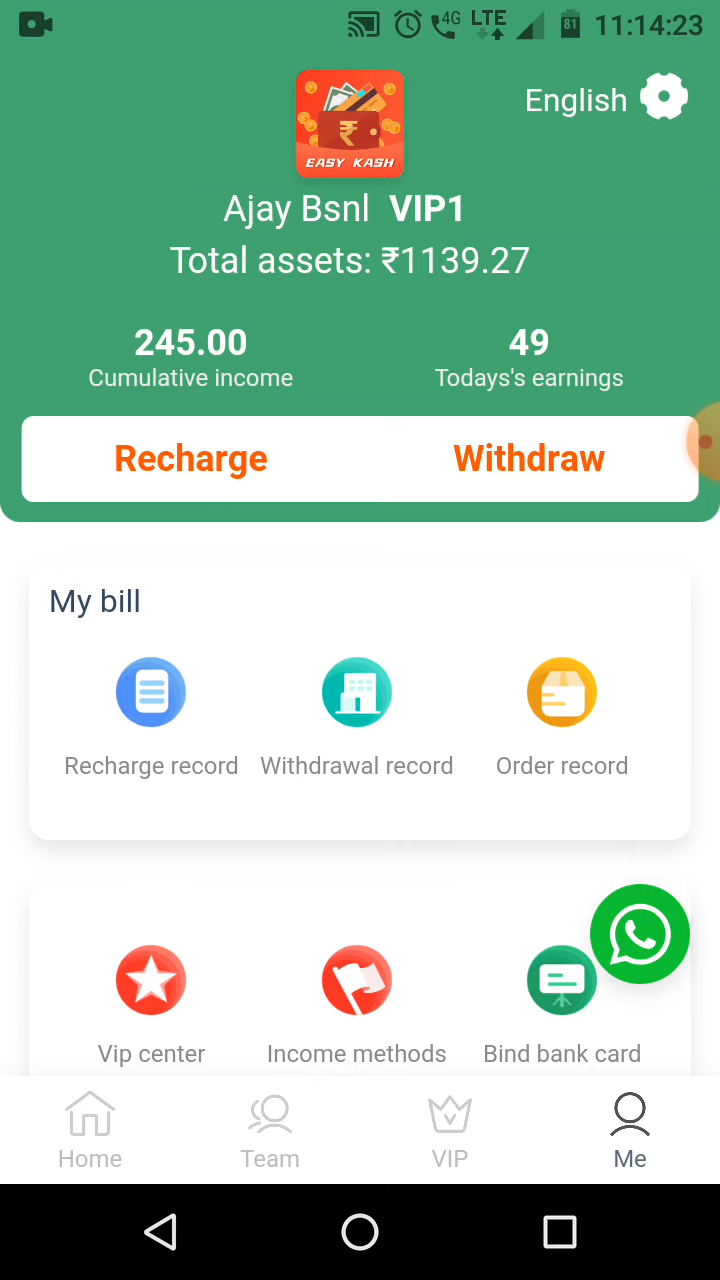 4G LTE 81 11:14:23
English
EASY KASH
Ajay Bsnl VIP1
Total assets: ₹1139.27
245.00 49
Cumulative income Todays's earnings
Recharge Withdraw
My bill
Recharge record Withdrawal record Order record
Vip center Income methods Bind bank card
Home Team VIP Me